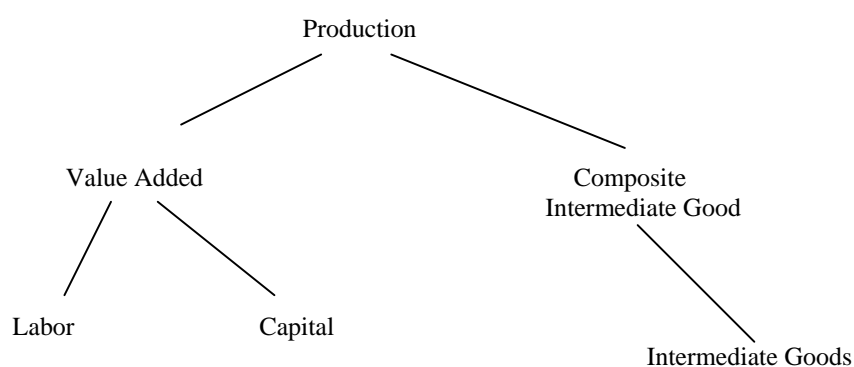 Production
Value Added
Composite
Intermediate Good
Labor
Capital
Intermediate Goods